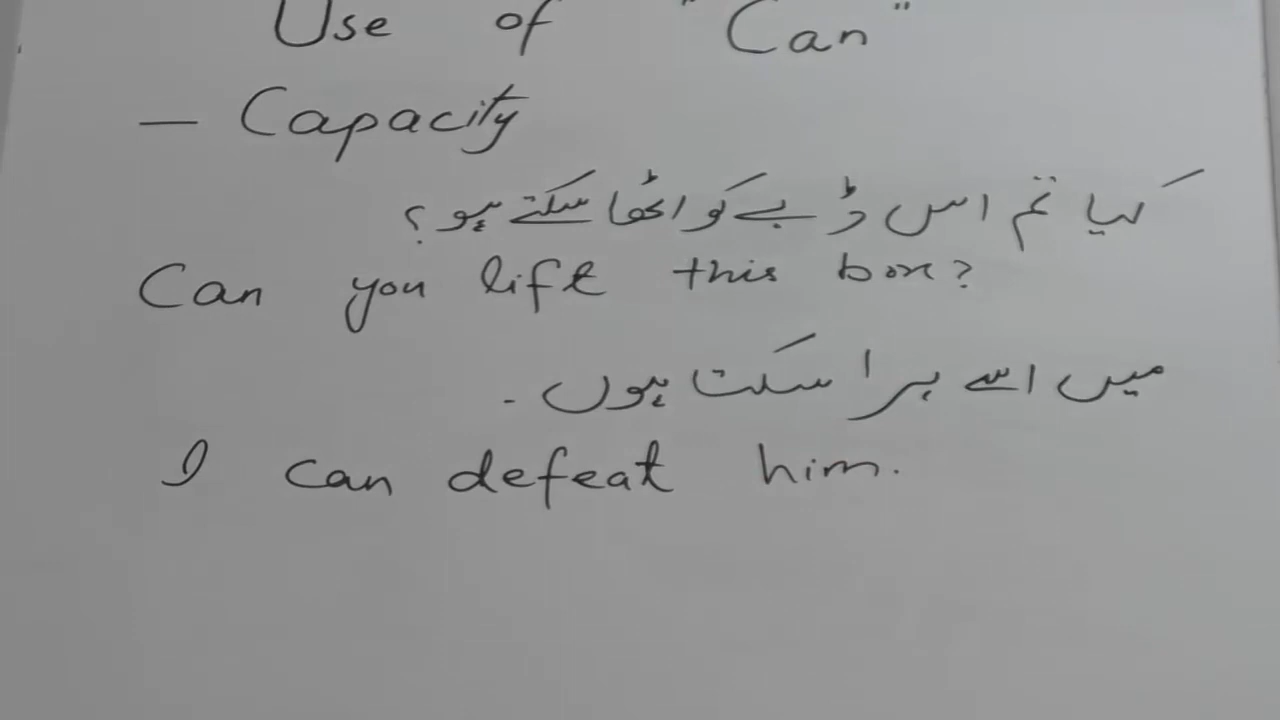 Use of "Can"
— Capacity
کیا تم اس ڈبے کو اٹھا سکتے ہو؟
Can you lift this box?
میں اسے ہرا سکتا ہوں۔
I can defeat him.